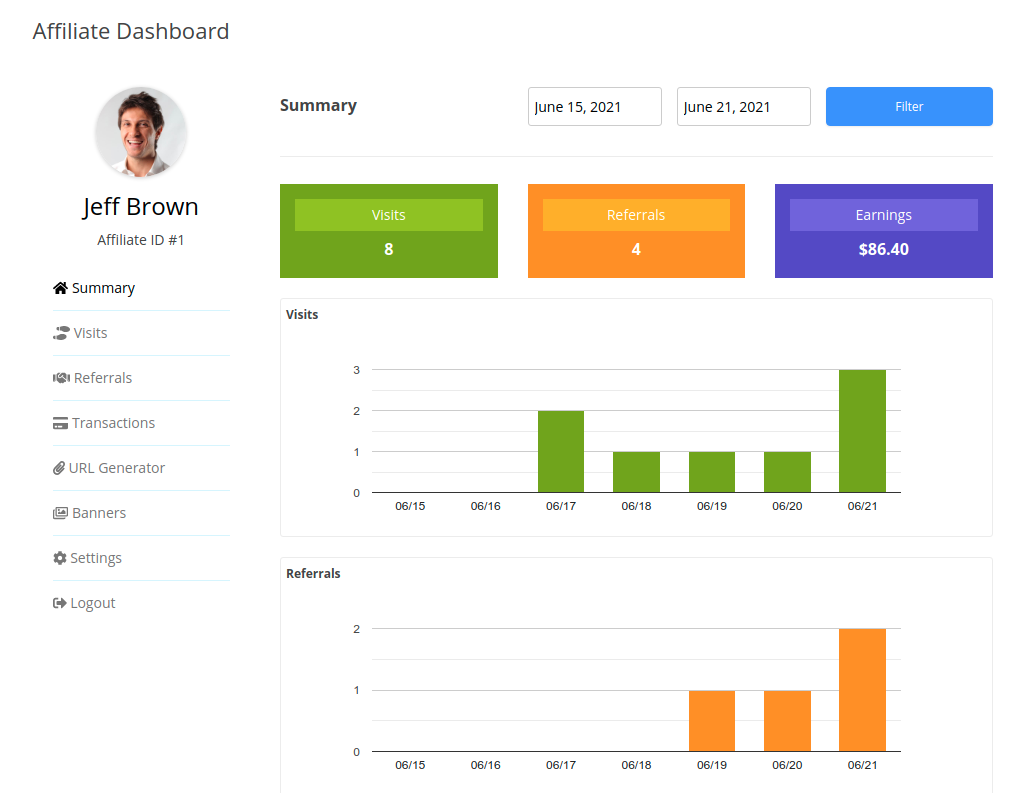 Affiliate Dashboard
Jeff Brown
Affiliate ID #1
Summary
Visits
Referrals
Transactions
URL Generator
Banners
Settings
Logout
Summary
June 15, 2021
June 21, 2021
Filter
Visits
8
Referrals
4
Earnings
$86.40
Visits
3
2
1
0
06/15 06/16 06/17 06/18 06/19 06/20 06/21
Referrals
2
1
0
06/15 06/16 06/17 06/18 06/19 06/20 06/21